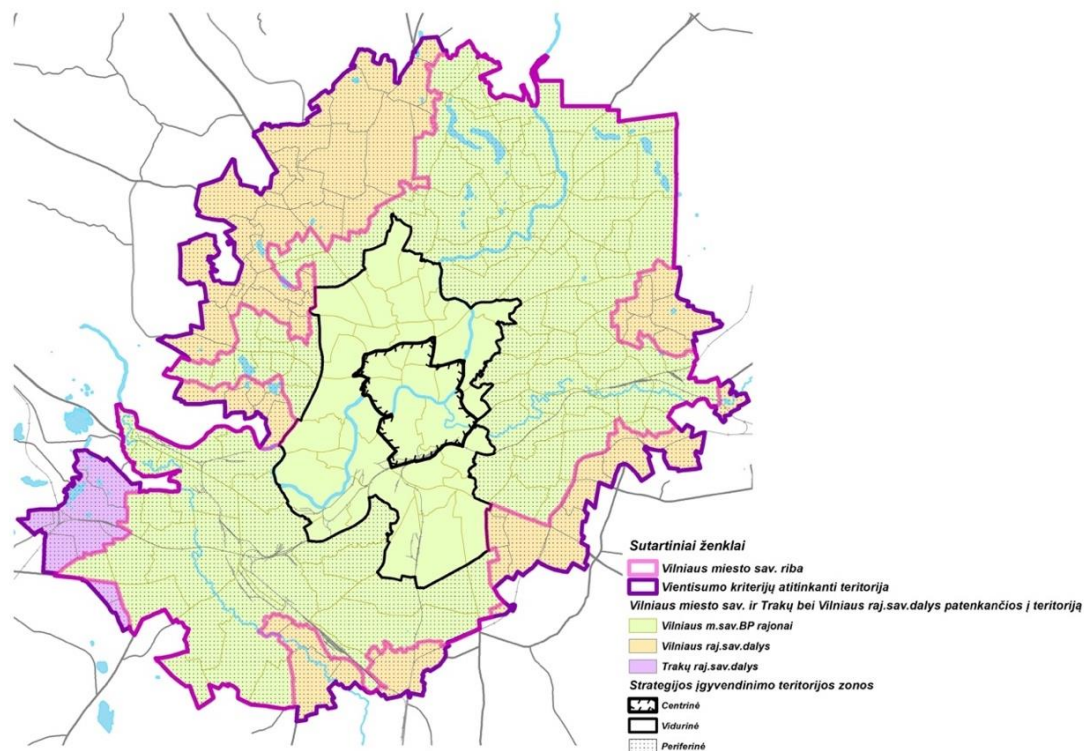 Sutartiniai ženklai
Vilniaus miesto sav. riba
Vientisumo kriterijų atitinkanti teritorija
Vilniaus miesto sav. ir Trakų bei Vilniaus raj.sav.dalys patenkančios į teritoriją
Vilniaus m.sav.BP rajonai
Vilniaus raj.sav.dalys
Trakų raj.sav.dalys
Strategijos įgyvendinimo teritorijos zonos
Centrinė
Vidurinė
Periferinė